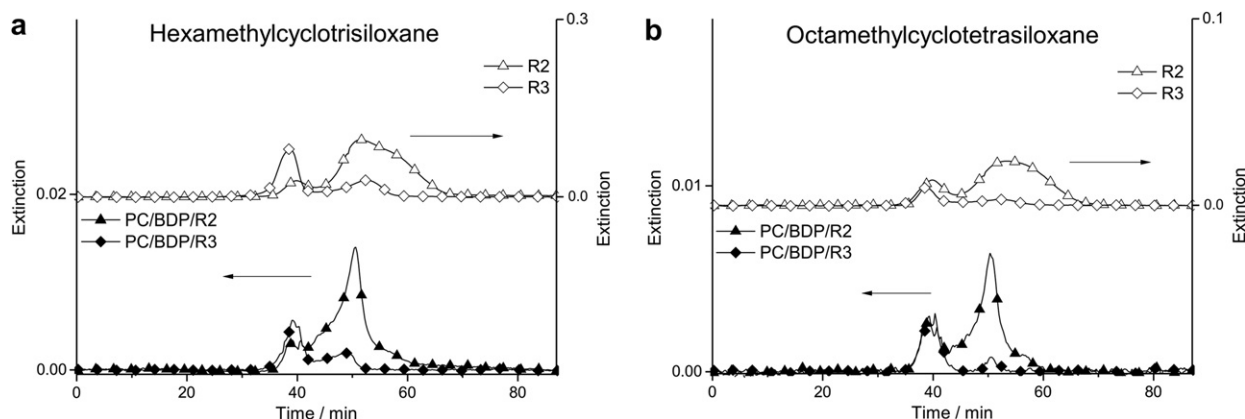 a
Hexamethylcyclotrisiloxane
0.3
R2
R3
Extinction
0.02
0.0
Extinction
PC/BDP/R2
PC/BDP/R3
0.00
0 20 40 60 80
Time / min
b
Octamethylcyclotetrasiloxane
0.1
R2
R3
Extinction
0.01
0.0
Extinction
PC/BDP/R2
PC/BDP/R3
0.00
0 20 40 60 80
Time / min